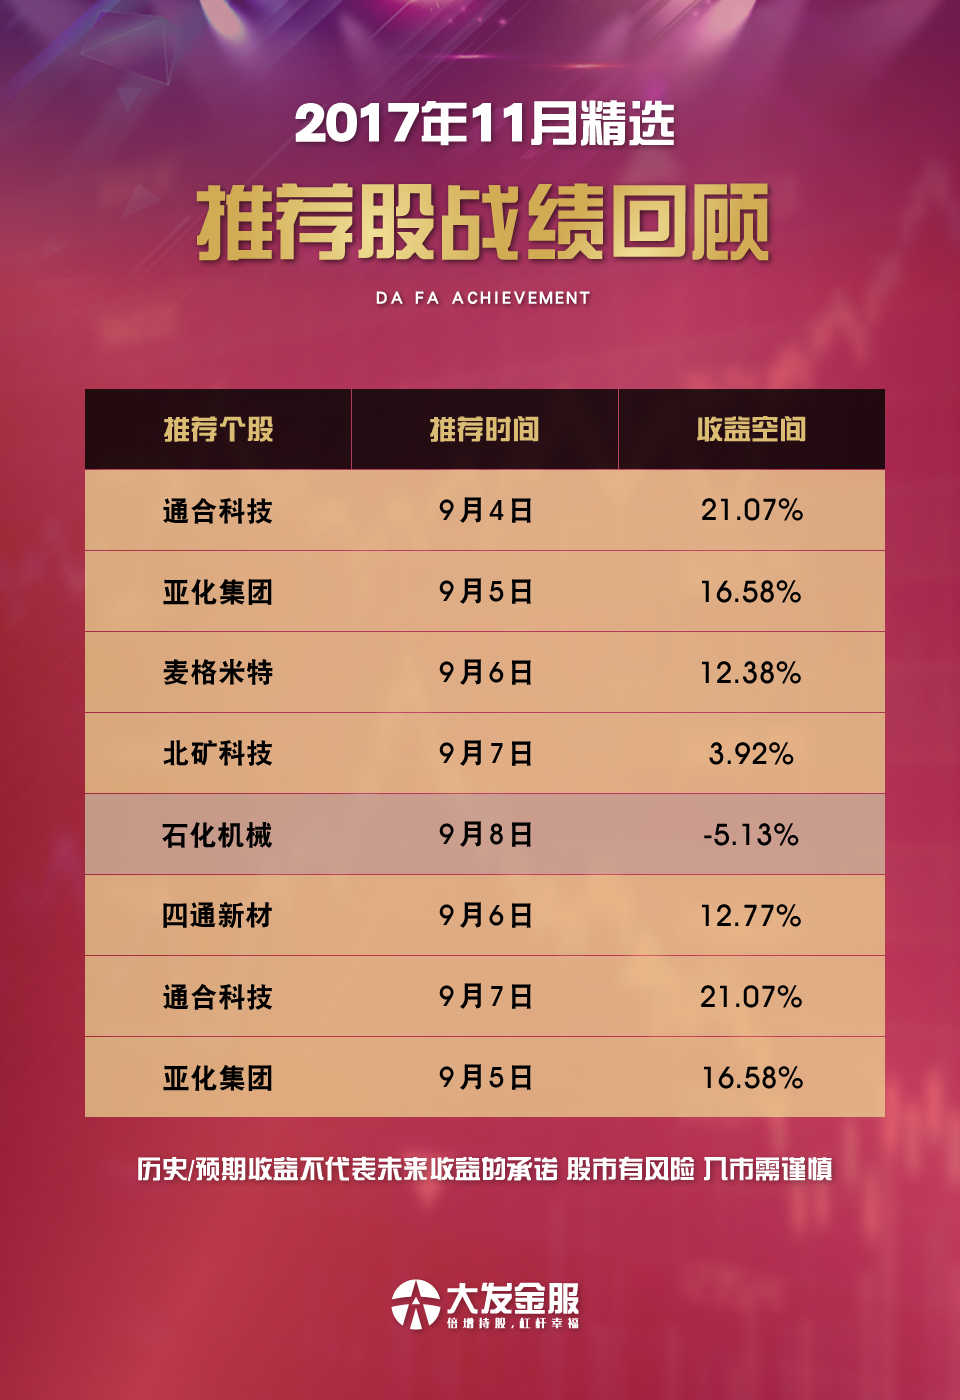 2017年11月精选
推荐股战绩回顾
DA FA ACHIEVEMENT
推荐个股 推荐时间 收益空间
通合科技 9月4日 21.07%
亚化集团 9月5日 16.58%
麦格米特 9月6日 12.38%
北矿科技 9月7日 3.92%
石化机械 9月8日 -5.13%
四通新材 9月6日 12.77%
通合科技 9月7日 21.07%
亚化集团 9月5日 16.58%
历史/预期收益不代表未来收益的承诺 股市有风险 入市需谨慎
大发金服
倍增持股,杠杆幸福